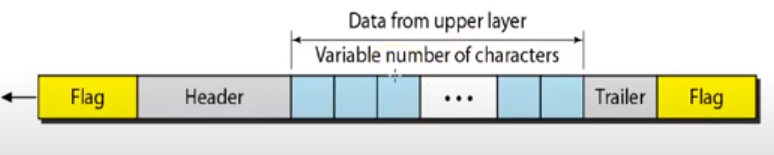 Data from upper layer
Variable number of characters
Flag Header ••• Trailer Flag